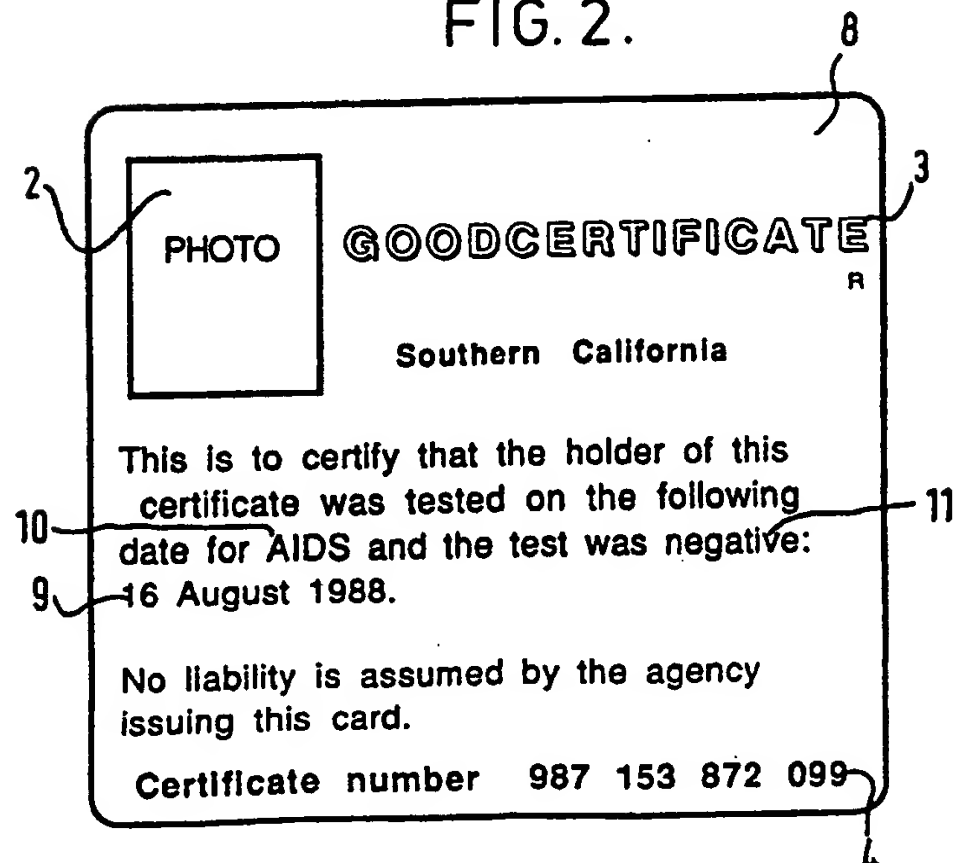 FIG. 2.
8
2
3
PHOTO
GOODCERTIFICATE
R
Southern California
This is to certify that the holder of this
certificate was tested on the following
11
10
date for AIDS and the test was negative:
9
16 August 1988.
No liability is assumed by the agency
issuing this card.
Certificate number 987 153 872 099